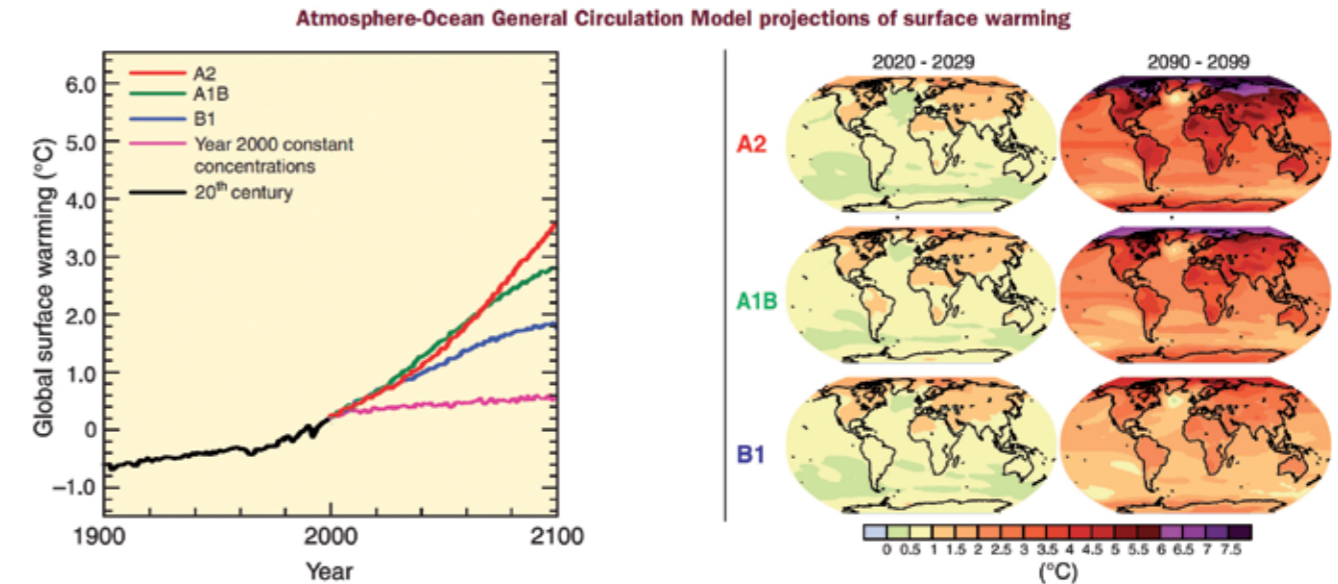 Atmosphere-Ocean General Circulation Model projections of surface warming
Global surface warming (°C)
6.0
5.0
4.0
3.0
2.0
1.0
0
–1.0
A2
A1B
B1
Year 2000 constant
concentrations
20th century
1900
2000
2100
Year
2020 - 2029
2090 - 2099
A2
A1B
B1
0 0.5 1 1.5 2 2.5 3 3.5 4 4.5 5 5.5 6 6.5 7 7.5
(°C)